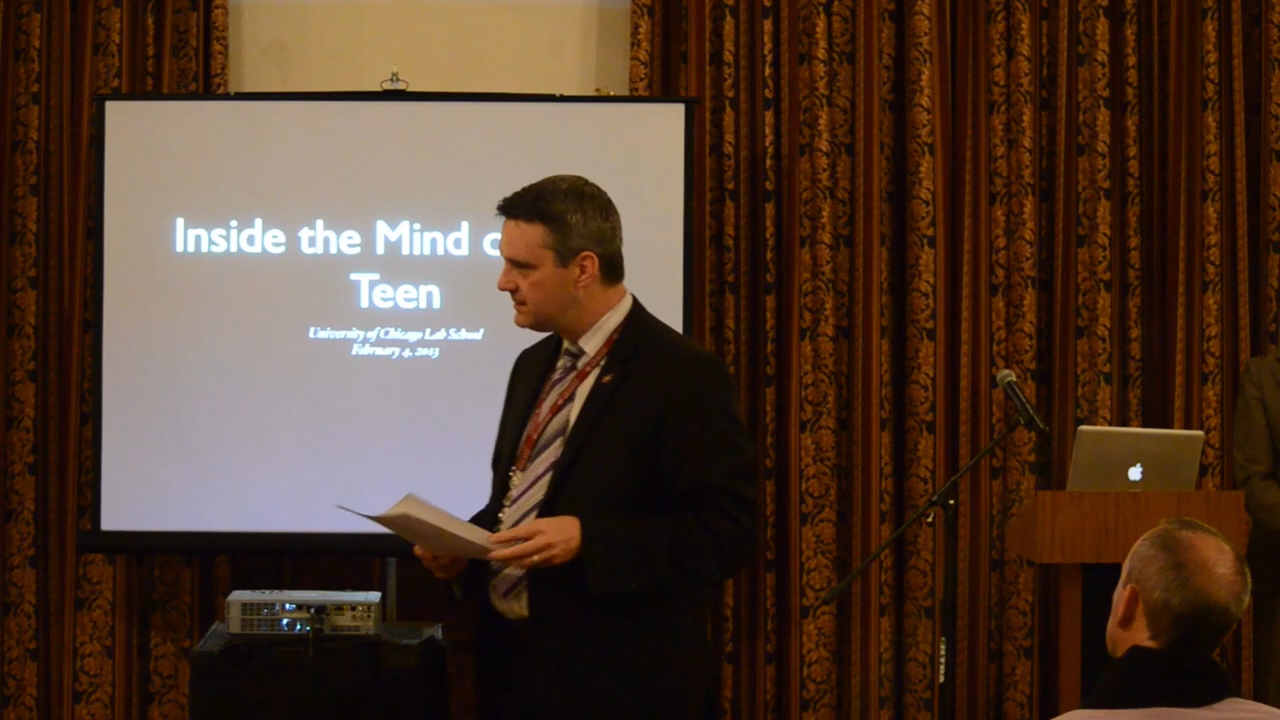 Inside the Mind
Teen
University of Chicago Lab School
February 4, 2013